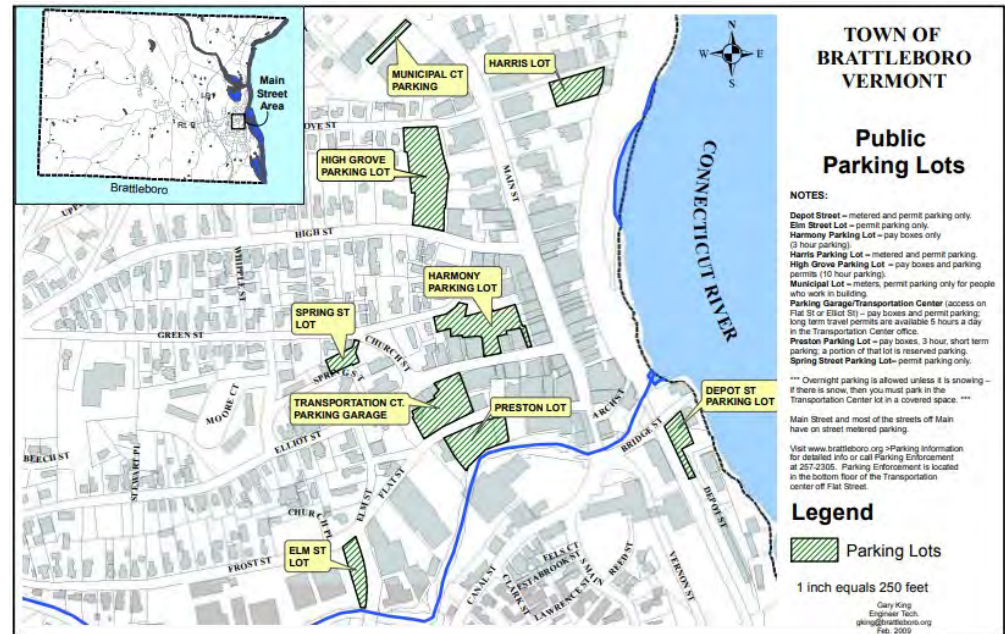 TOWN OF
BRATTLEBORO
VERMONT
Public
Parking Lots
NOTES:
Depot Street – metered and permit parking only.
Elm Street Lot – permit parking only.
Harmony Parking Lot – pay boxes only
(3 hour parking).
Harris Parking Lot – metered and permit parking.
High Grove Parking Lot – pay boxes and parking
permits (10 hour parking).
Municipal Lot – meters, permit parking only for people
who work in building.
Parking Garage/Transportation Center (access on
Flat St or Elliot St) – pay boxes and permit parking;
long term travel permits are available 5 hours a day
in the Transportation Center office.
Preston Parking Lot – pay boxes, 3 hour, short term
parking; a portion of that lot is reserved parking.
Spring Street Parking Lot– permit parking only.
*** Overnight parking is allowed unless it is snowing –
if there is snow, then you must park in the
Transportation Center lot in a covered space. ***
Main Street and most of the streets off Main
have on street metered parking.
Visit www.brattleboro.org >Parking Information
for detailed info or call Parking Enforcement
at 257-2305. Parking Enforcement is located
in the bottom floor of the Transportation
center off Flat Street.
Legend
Parking Lots
1 inch equals 250 feet
Gary King
Engineer Tech.
gking@brattleboro.org
Feb. 2009
Main
Street
Area
Rt. 9
Brattleboro
N
W
E
S
MUNICIPAL CT
PARKING
HARRIS LOT
HIGH GROVE
PARKING LOT
MAIN ST
CONNECTICUT RIVER
HIGH ST
WHIPPLE ST
HARMONY
PARKING LOT
SPRING ST
LOT
GREEN ST
CHURCH ST
SPRING ST
MOORE CT
TRANSPORTATION CT.
PARKING GARAGE
PRESTON LOT
ARCH ST
DEPOT ST
PARKING LOT
BRIDGE ST
ELLIOT ST
BEECH ST
STEWART PL
ELM ST
FLAT ST
DEPOT ST
CHURCH PL
ELM ST
LOT
FROST ST
CANAL ST
CLARK ST
EELS CT
ESTABROOK ST
LAWRENCE ST
S MAIN
REED ST
VERNON ST